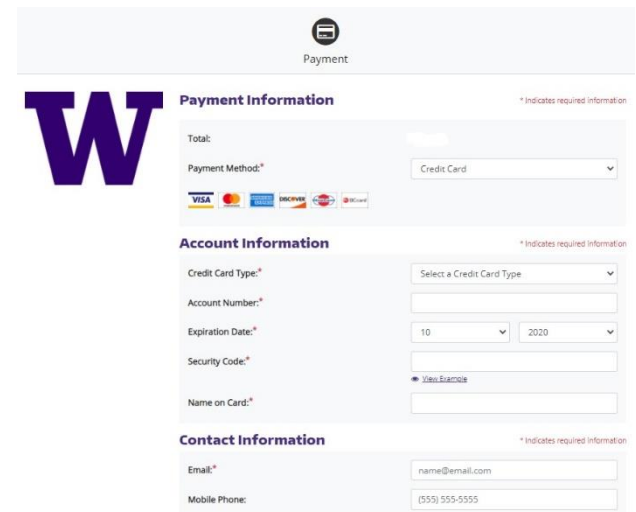 Payment
W
Payment Information
* Indicates required information
Total:
Payment Method:*
Credit Card
VISA DISCOVER
Account Information
* Indicates required information
Credit Card Type:*
Select a Credit Card Type
Account Number:*
Expiration Date:*
10
2020
Security Code:*
View Example
Name on Card:*
Contact Information
* Indicates required information
Email:*
name@email.com
Mobile Phone:
(555) 555-5555